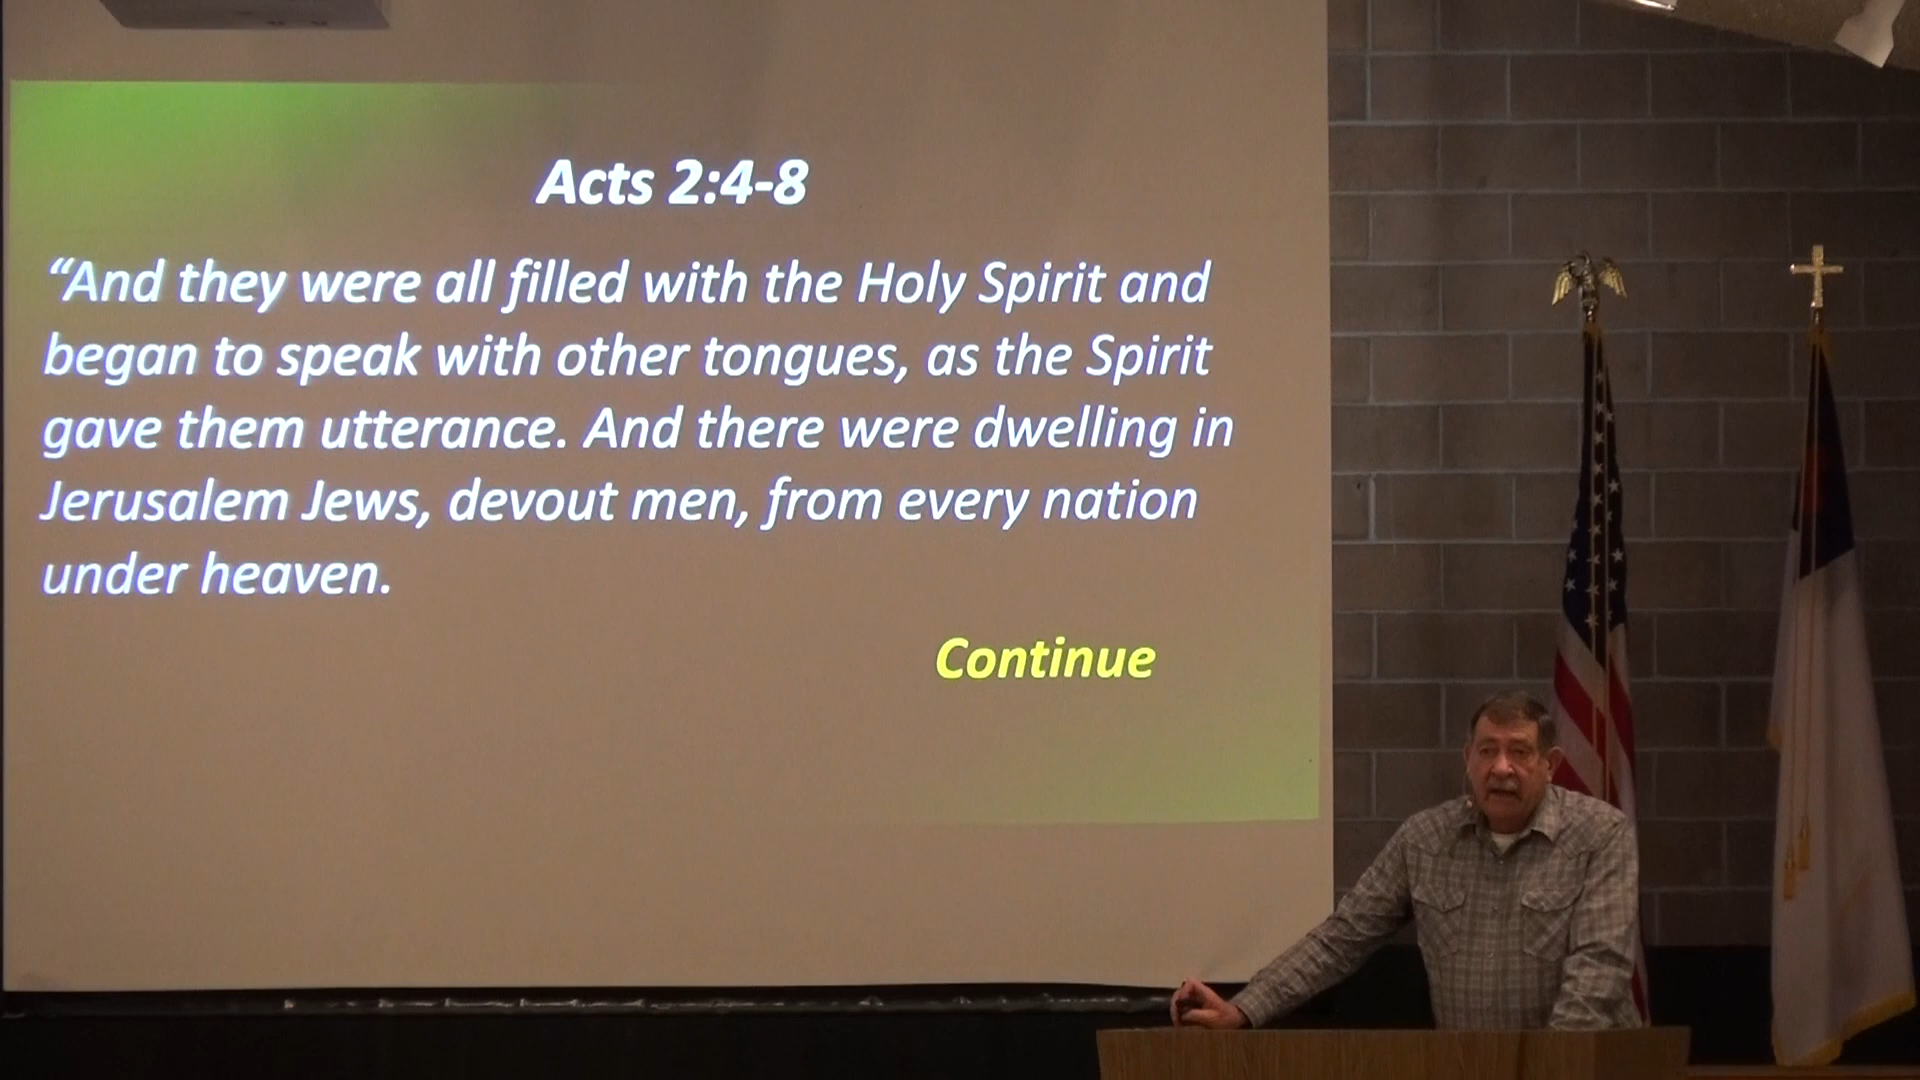 Acts 2:4-8
“And they were all filled with the Holy Spirit and
began to speak with other tongues, as the Spirit
gave them utterance. And there were dwelling in
Jerusalem Jews, devout men, from every nation
under heaven.
Continue